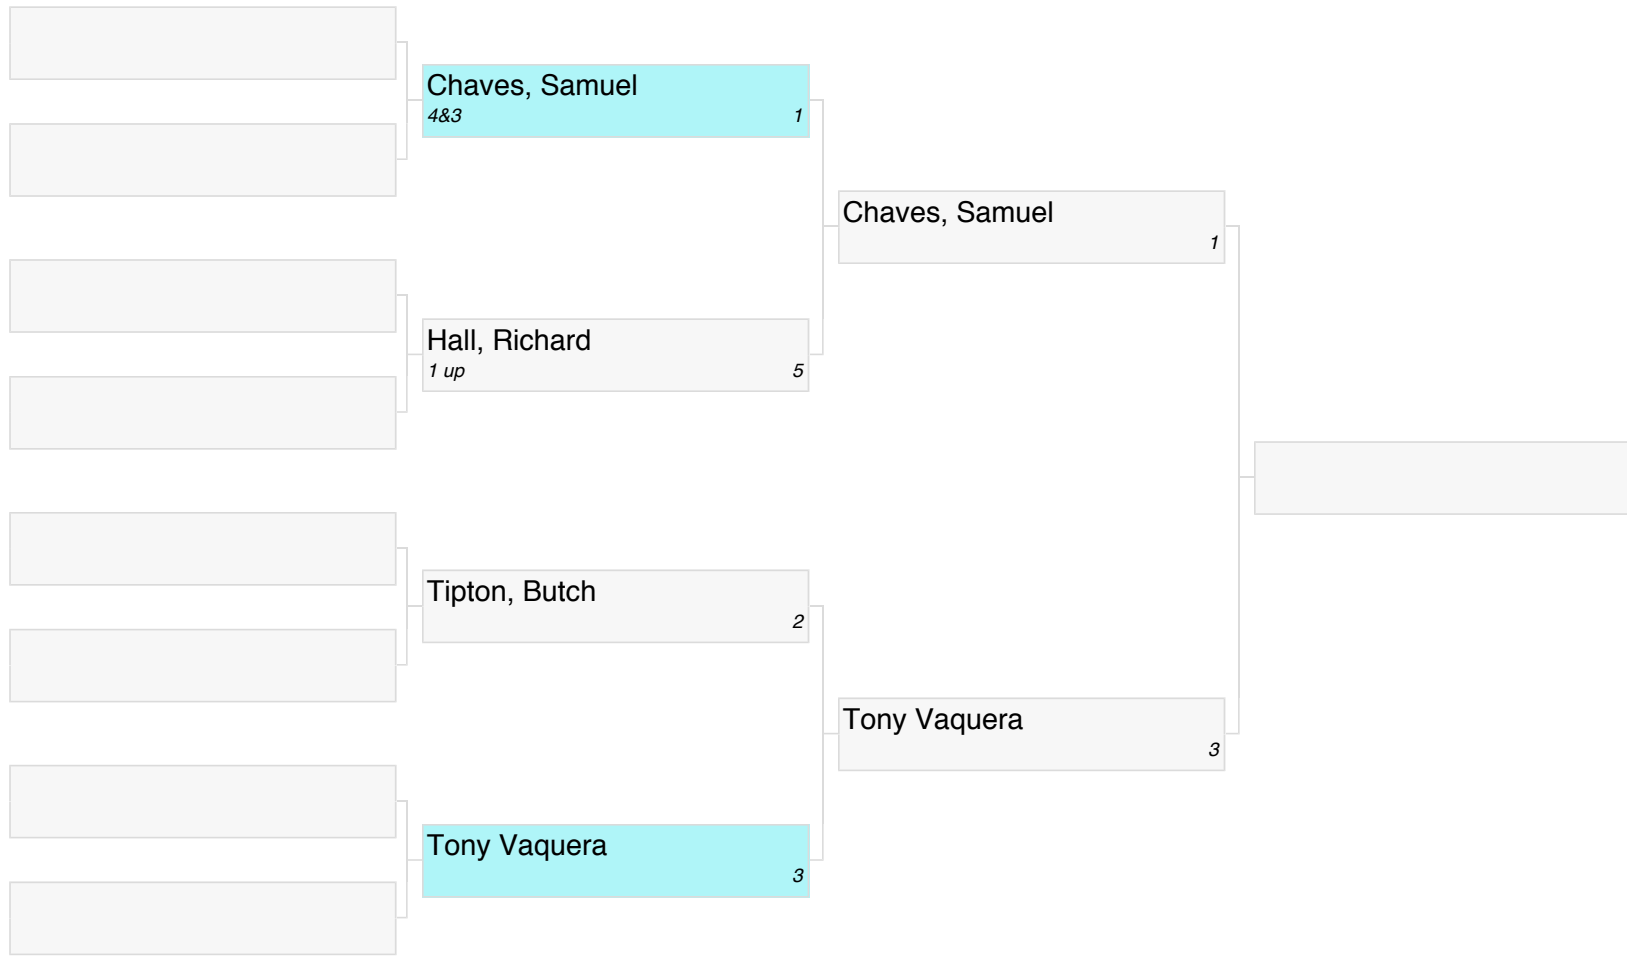 Chaves, Samuel
4&3 1
Hall, Richard
1 up 5
Tipton, Butch
2
Tony Vaquera
3
Chaves, Samuel
1
Tony Vaquera
3